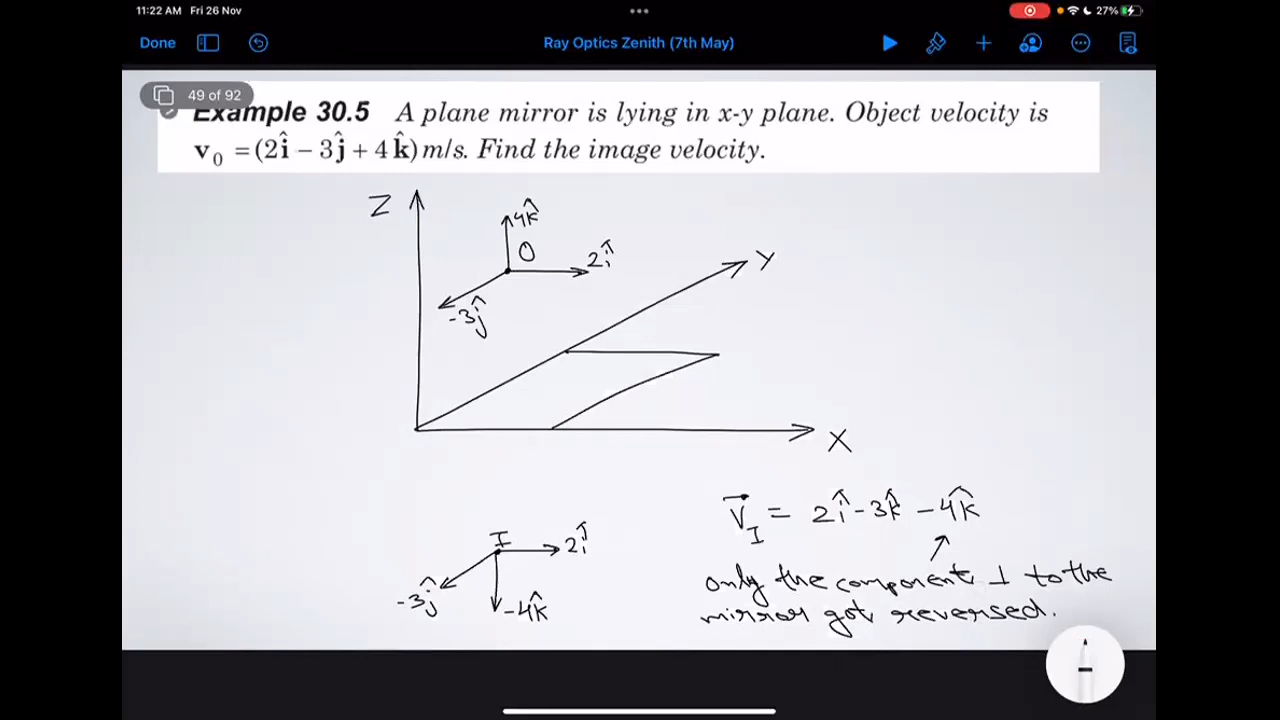 11:22 AM Fri 26 Nov
27%
Done
Ray Optics Zenith (7th May)
49 of 92
Example 30.5 A plane mirror is lying in x-y plane. Object velocity is
v₀ = (2î − 3ĵ + 4k̂) m/s. Find the image velocity.
Z
4k̂
O
2î
Y
-3ĵ
X
V⃗_I = 2î - 3k̂ - 4k̂
I
2î
only the component ⊥ to the
-3ĵ
-4k̂
mirror got reversed.